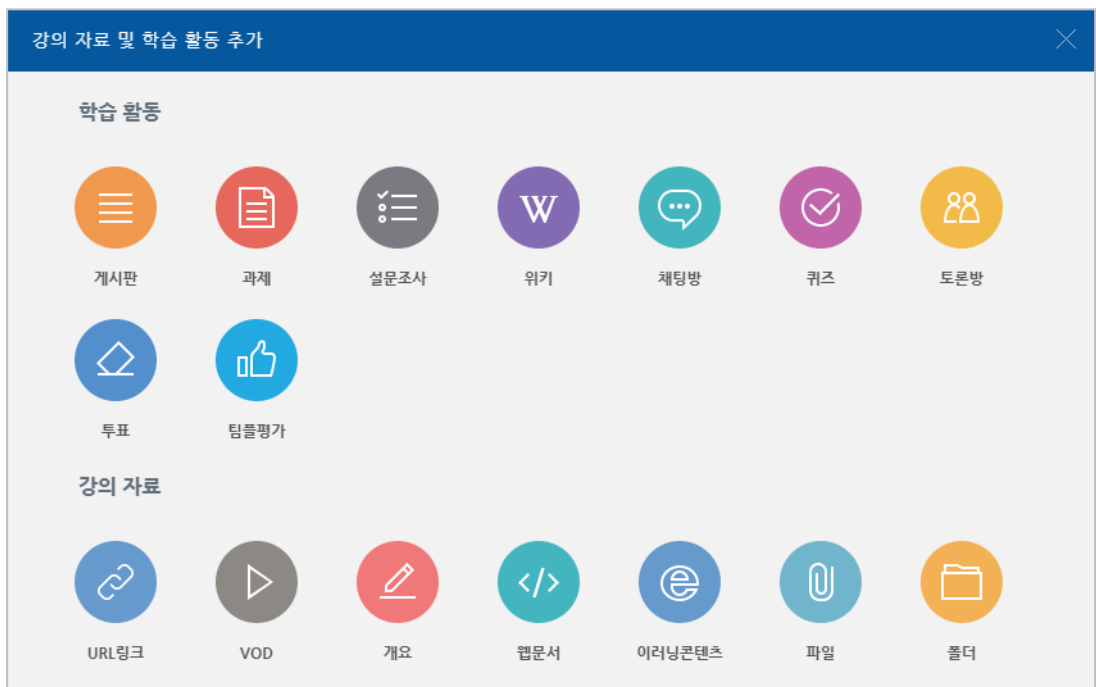 강의 자료 및 학습 활동 추가
학습 활동
게시판 과제 설문조사 위키 채팅방 퀴즈 토론방
투표 팀플평가
강의 자료
URL링크 VOD 개요 웹문서 이러닝콘텐츠 파일 폴더